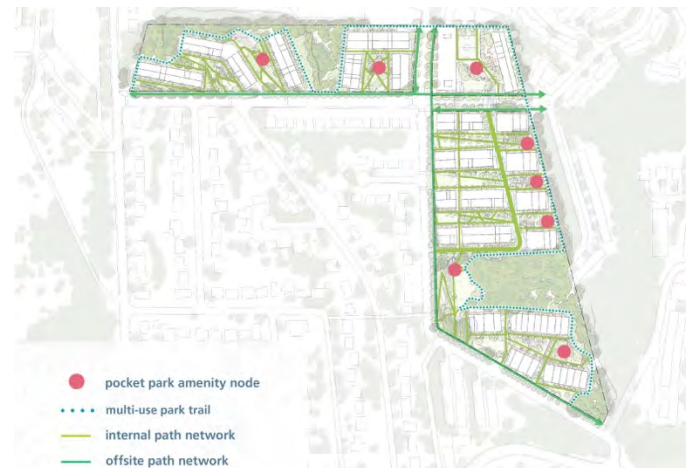 pocket park amenity node
multi-use park trail
internal path network
offsite path network